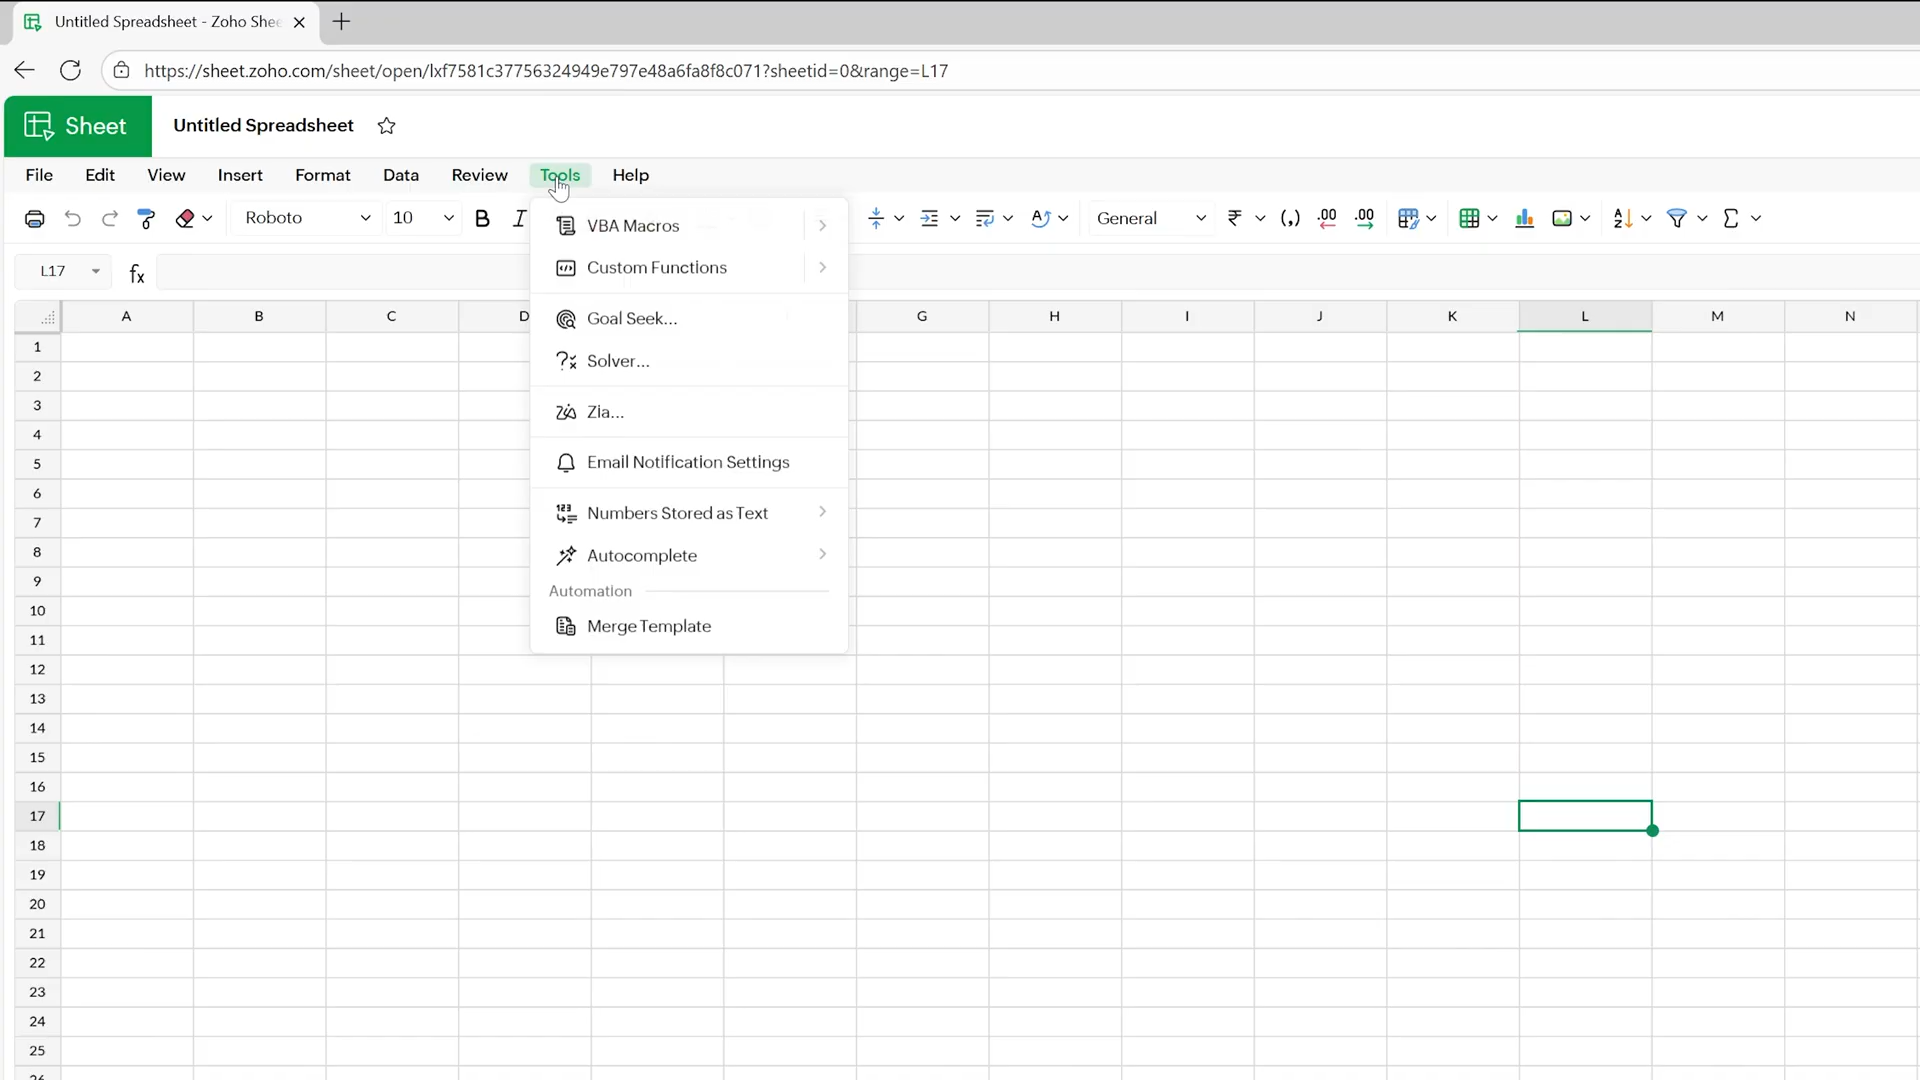 Untitled Spreadsheet - Zoho Shee
https://sheet.zoho.com/sheet/open/lxf7581c37756324949e797e48a6fa8f8c071?sheetid=0&range=L17
Sheet Untitled Spreadsheet
File Edit View Insert Format Data Review Tools Help
Roboto 10 B I General ₹ (,) .00 .00
L17 fx
A B C D G H I J K L M N
VBA Macros
Custom Functions
Goal Seek...
Solver...
Zia...
Email Notification Settings
Numbers Stored as Text
Autocomplete
Automation
Merge Template
1
2
3
4
5
6
7
8
9
10
11
12
13
14
15
16
17
18
19
20
21
22
23
24
25
26